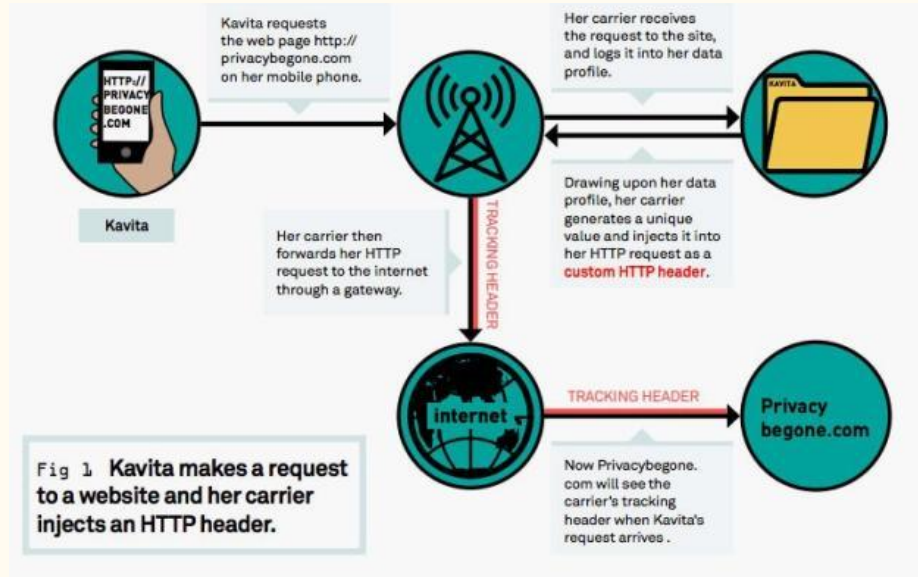 Kavita requests
the web page http://
privacybegone.com
on her mobile phone.
Her carrier receives
the request to the site,
and logs it into her data
profile.
HTTP://
PRIVACY
BEGONE
.COM
KAVITA
Kavita
Drawing upon her data
profile, her carrier
generates a unique
value and injects it into
her HTTP request as a
custom HTTP header.
Her carrier then
forwards her HTTP
request to the internet
through a gateway.
TRACKING HEADER
internet
TRACKING HEADER
Privacy
begone.com
Now Privacybegone.
com will see the
carrier's tracking
header when Kavita's
request arrives .
Fig 1 Kavita makes a request
to a website and her carrier
injects an HTTP header.